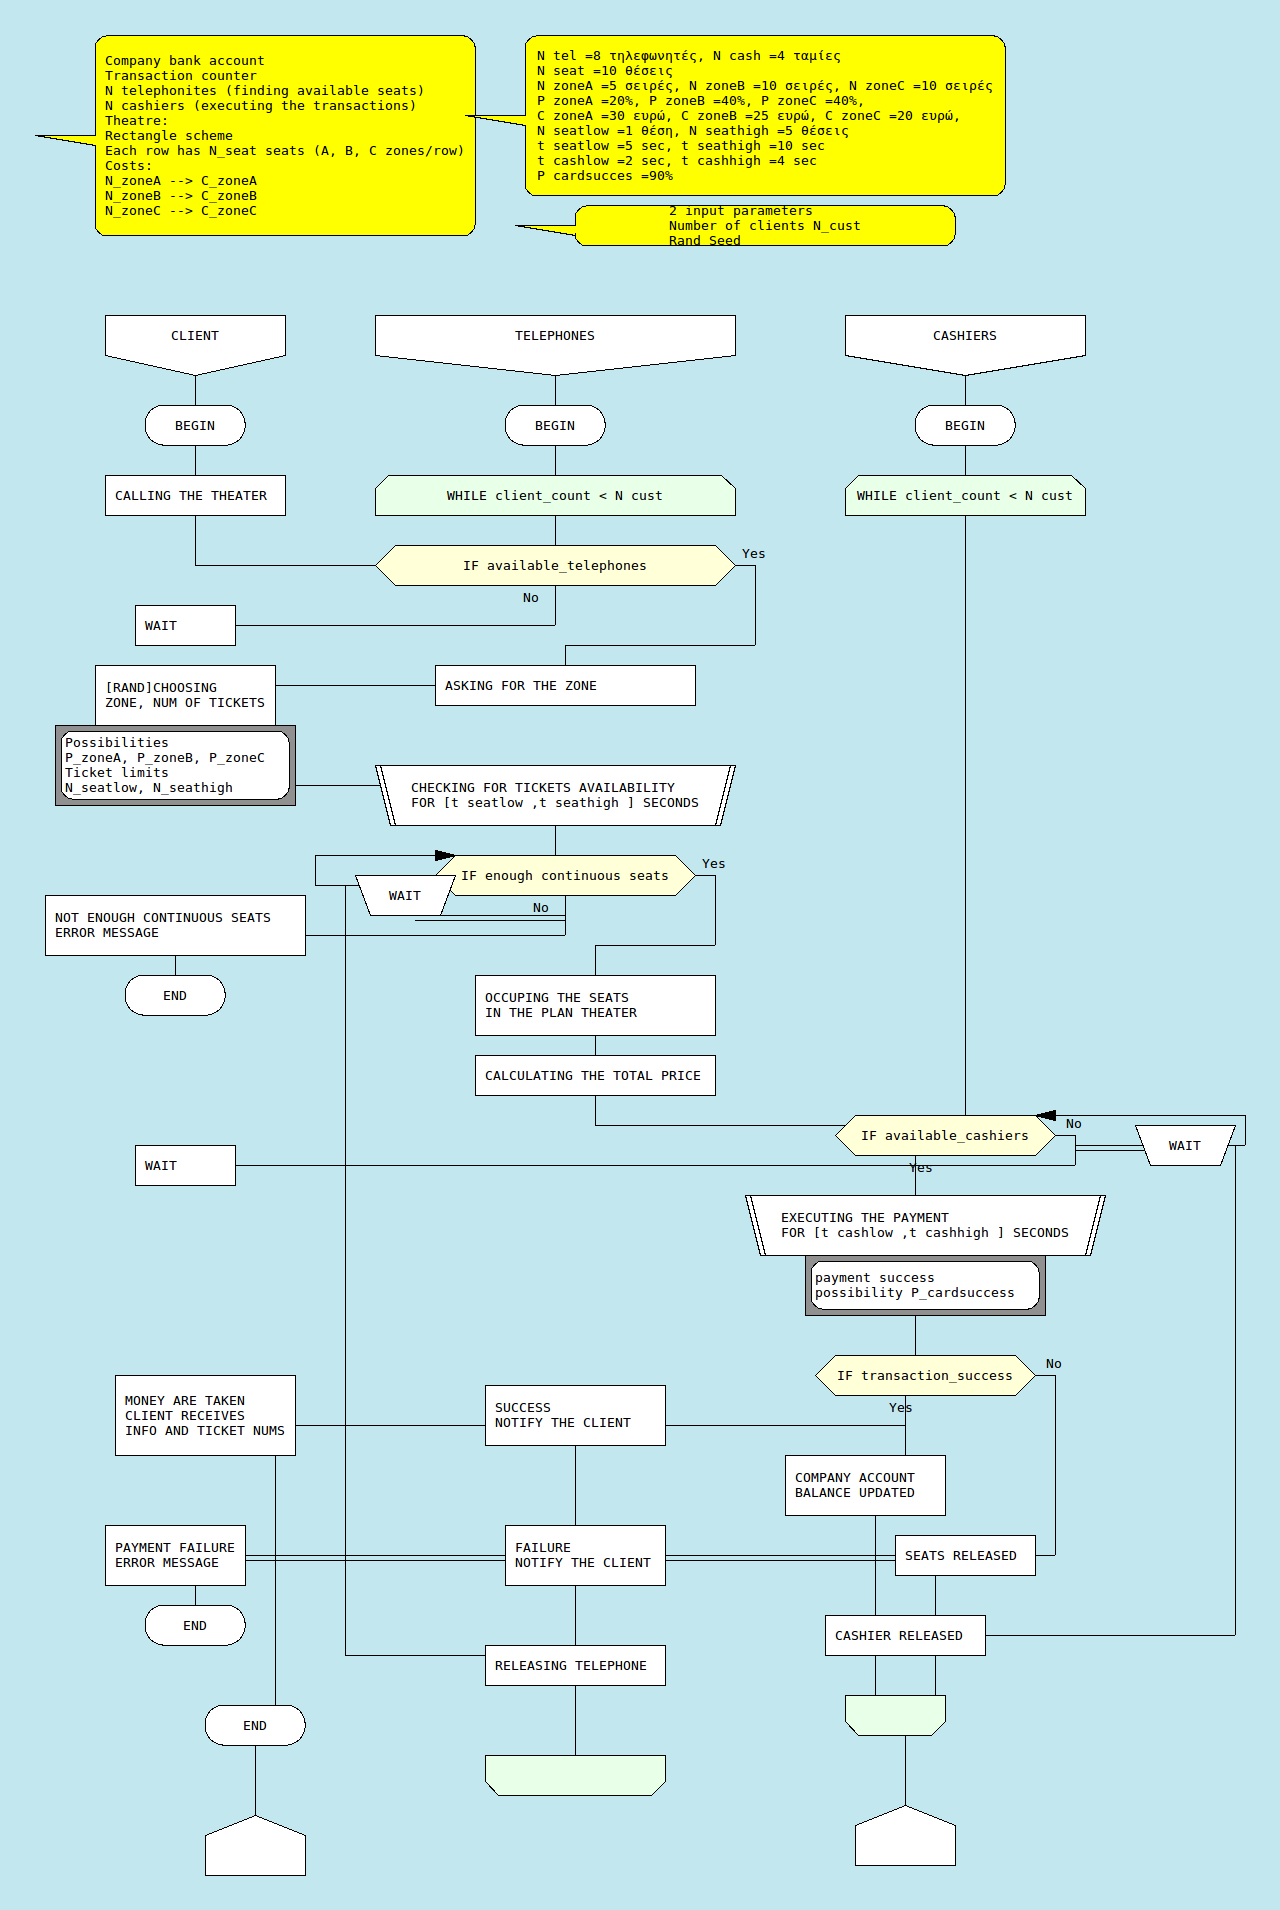 Company bank account
Transaction counter
N telephonites (finding available seats)
N cashiers (executing the transactions)
Theatre:
Rectangle scheme
Each row has N_seat seats (A, B, C zones/row)
Costs:
N_zoneA --> C_zoneA
N_zoneB --> C_zoneB
N_zoneC --> C_zoneC
N tel =8 τηλεφωνητές, N cash =4 ταμίες
N seat =10 θέσεις
N zoneA =5 σειρές, N zoneB =10 σειρές, N zoneC =10 σειρές
P zoneA =20%, P zoneB =40%, P zoneC =40%,
C zoneA =30 ευρώ, C zoneB =25 ευρώ, C zoneC =20 ευρώ,
N seatlow =1 θέση, N seathigh =5 θέσεις
t seatlow =5 sec, t seathigh =10 sec
t cashlow =2 sec, t cashhigh =4 sec
P cardsucces =90%
2 input parameters
Number of clients N_cust
Rand Seed
CLIENT
TELEPHONES
CASHIERS
BEGIN
BEGIN
BEGIN
CALLING THE THEATER
WHILE client_count < N cust
WHILE client_count < N cust
IF available_telephones
Yes
No
WAIT
[RAND]CHOOSING
ZONE, NUM OF TICKETS
ASKING FOR THE ZONE
Possibilities
P_zoneA, P_zoneB, P_zoneC
Ticket limits
N_seatlow, N_seathigh
CHECKING FOR TICKETS AVAILABILITY
FOR [t seatlow ,t seathigh ] SECONDS
IF enough continuous seats
Yes
WAIT
No
NOT ENOUGH CONTINUOUS SEATS
ERROR MESSAGE
END
OCCUPING THE SEATS
IN THE PLAN THEATER
CALCULATING THE TOTAL PRICE
IF available_cashiers
No
WAIT
WAIT
Yes
EXECUTING THE PAYMENT
FOR [t cashlow ,t cashhigh ] SECONDS
payment success
possibility P_cardsuccess
IF transaction_success
No
Yes
MONEY ARE TAKEN
CLIENT RECEIVES
INFO AND TICKET NUMS
SUCCESS
NOTIFY THE CLIENT
COMPANY ACCOUNT
BALANCE UPDATED
PAYMENT FAILURE
ERROR MESSAGE
FAILURE
NOTIFY THE CLIENT
SEATS RELEASED
END
CASHIER RELEASED
RELEASING TELEPHONE
END